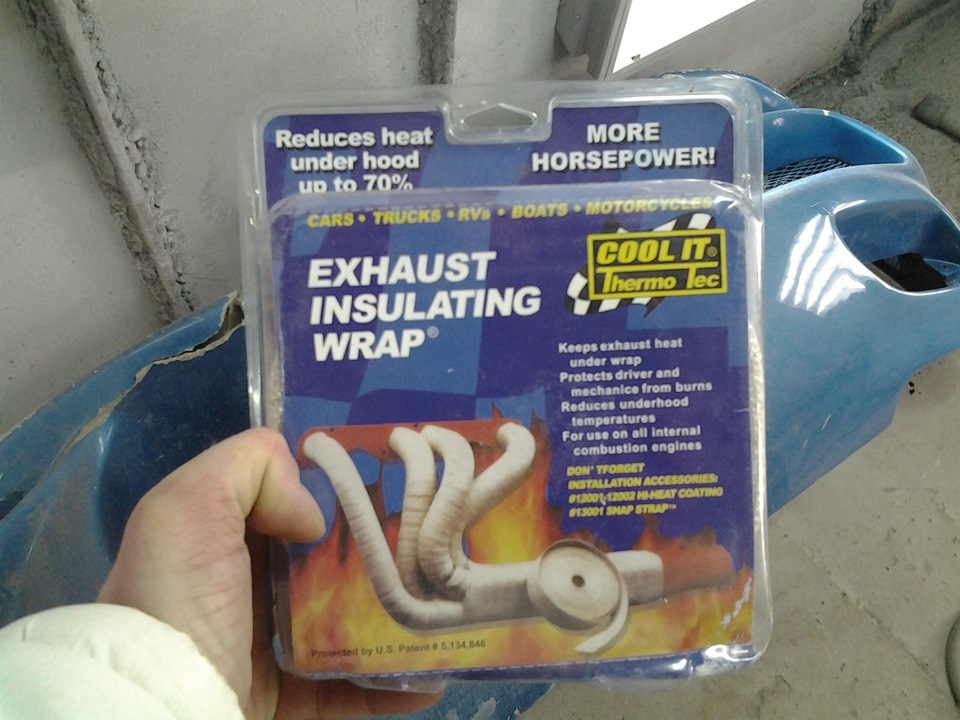 Reduces heat
under hood
up to 70%
MORE
HORSEPOWER!
CARS • TRUCKS • RVs • BOATS • MOTORCYCLES
EXHAUST
INSULATING
WRAP®
COOL IT®
Thermo Tec
Keeps exhaust heat
under wrap
Protects driver and
mechanice from burns
Reduces underhood
temperatures
For use on all internal
combustion engines
DON' TFORGET
INSTALLATION ACCESSORIES:
#12001-12002 HI-HEAT COATING
#13001 SHAP STRAP™
Protected by U.S. Patent # 5,134,846